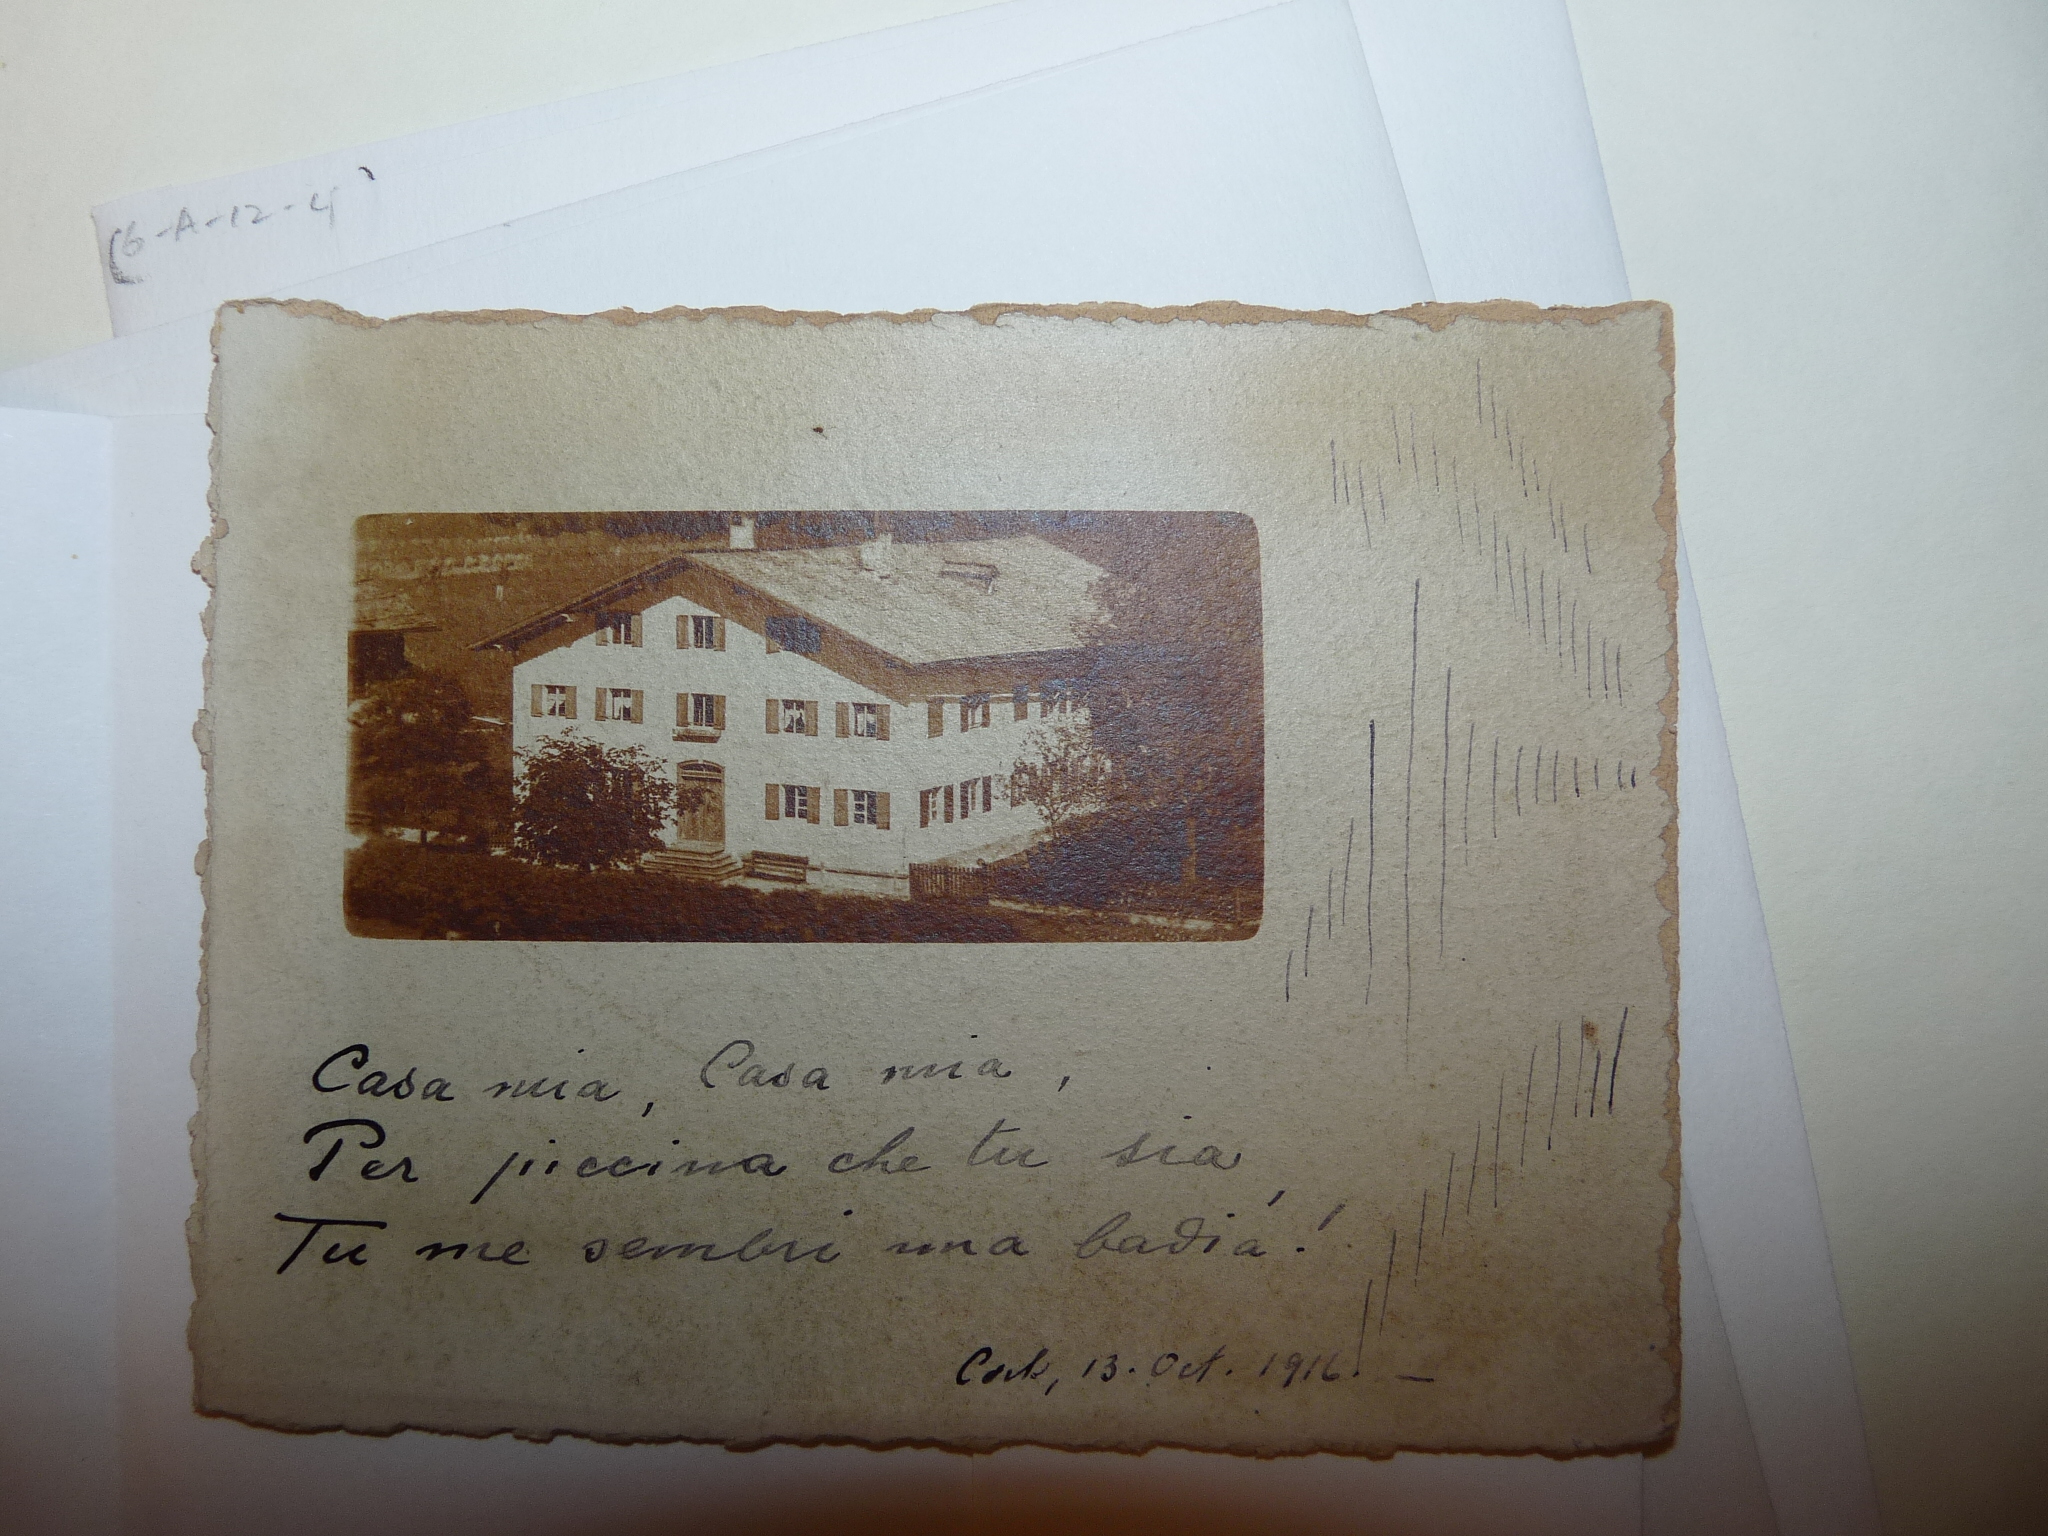 (6-A-12-4)
Casa mia, Casa mia,
Per piccina che tu sia,
Tu me sembri una badia!
Cork, 13. Oct. 1916. —